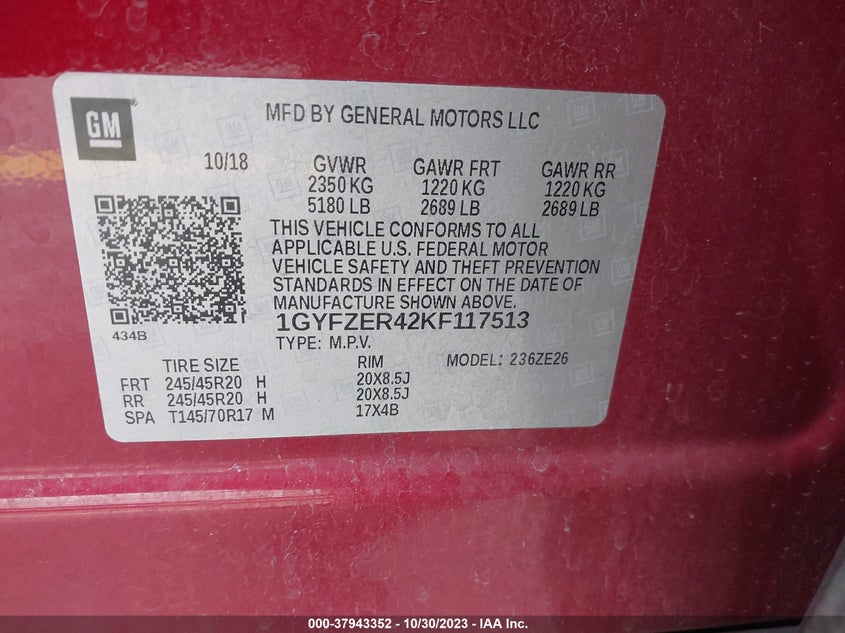 GM ®
MFD BY GENERAL MOTORS LLC
10/18 GVWR GAWR FRT GAWR RR
2350 KG 1220 KG 1220 KG
5180 LB 2689 LB 2689 LB
THIS VEHICLE CONFORMS TO ALL
APPLICABLE U.S. FEDERAL MOTOR
VEHICLE SAFETY AND THEFT PREVENTION
STANDARDS IN EFFECT ON THE DATE OF
MANUFACTURE SHOWN ABOVE.
434B
1GYFZER42KF117513
TYPE: M.P.V. MODEL: 236ZE26
TIRE SIZE RIM
FRT 245/45R20 H 20X8.5J
RR 245/45R20 H 20X8.5J
SPA T145/70R17 M 17X4B
000-37943352 - 10/30/2023 - IAA Inc.